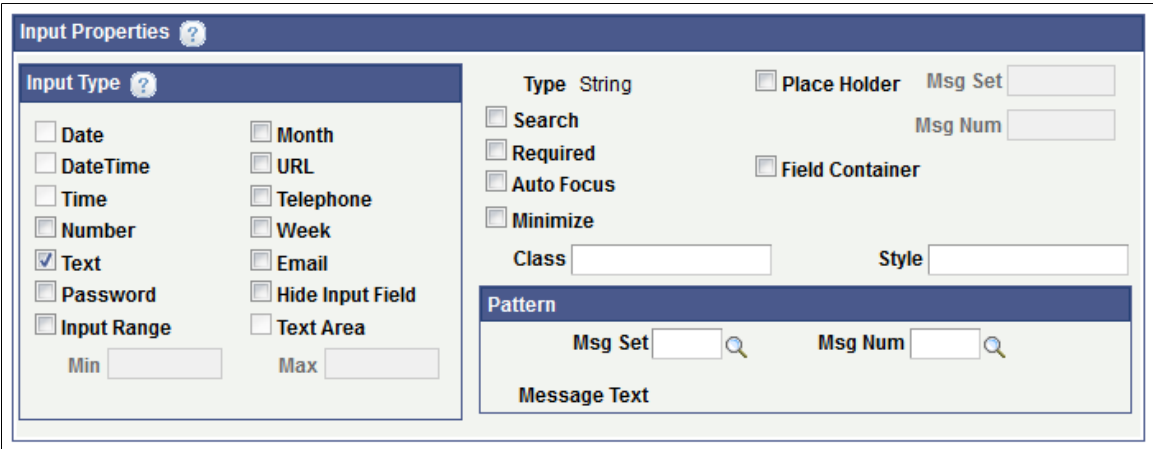 Input Properties ?
Input Type ?
Date Month
DateTime URL
Time Telephone
Number Week
Text Email
Password Hide Input Field
Input Range Text Area
Min Max
Type String Place Holder Msg Set
Search Msg Num
Required
Auto Focus Field Container
Minimize
Class Style
Pattern
Msg Set Msg Num
Message Text